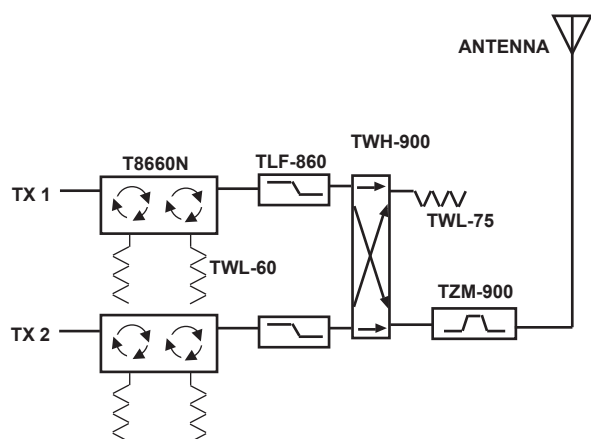 ANTENNA
TWH-900
T8660N
TLF-860
TX 1
TWL-75
TWL-60
TZM-900
TX 2